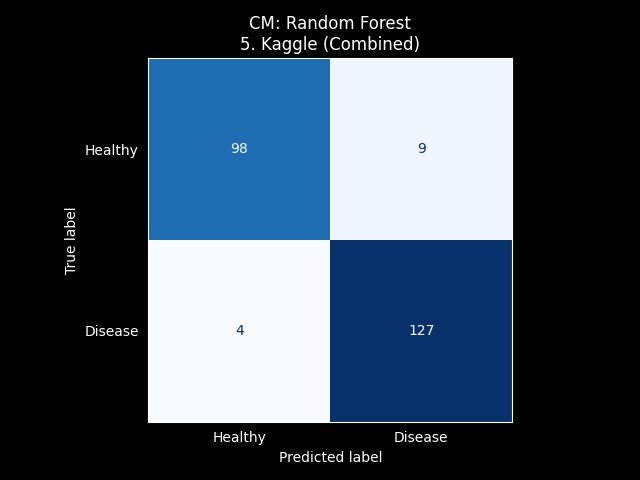 CM: Random Forest
5. Kaggle (Combined)
Healthy
98
9
True label
Disease
4
127
Healthy
Disease
Predicted label